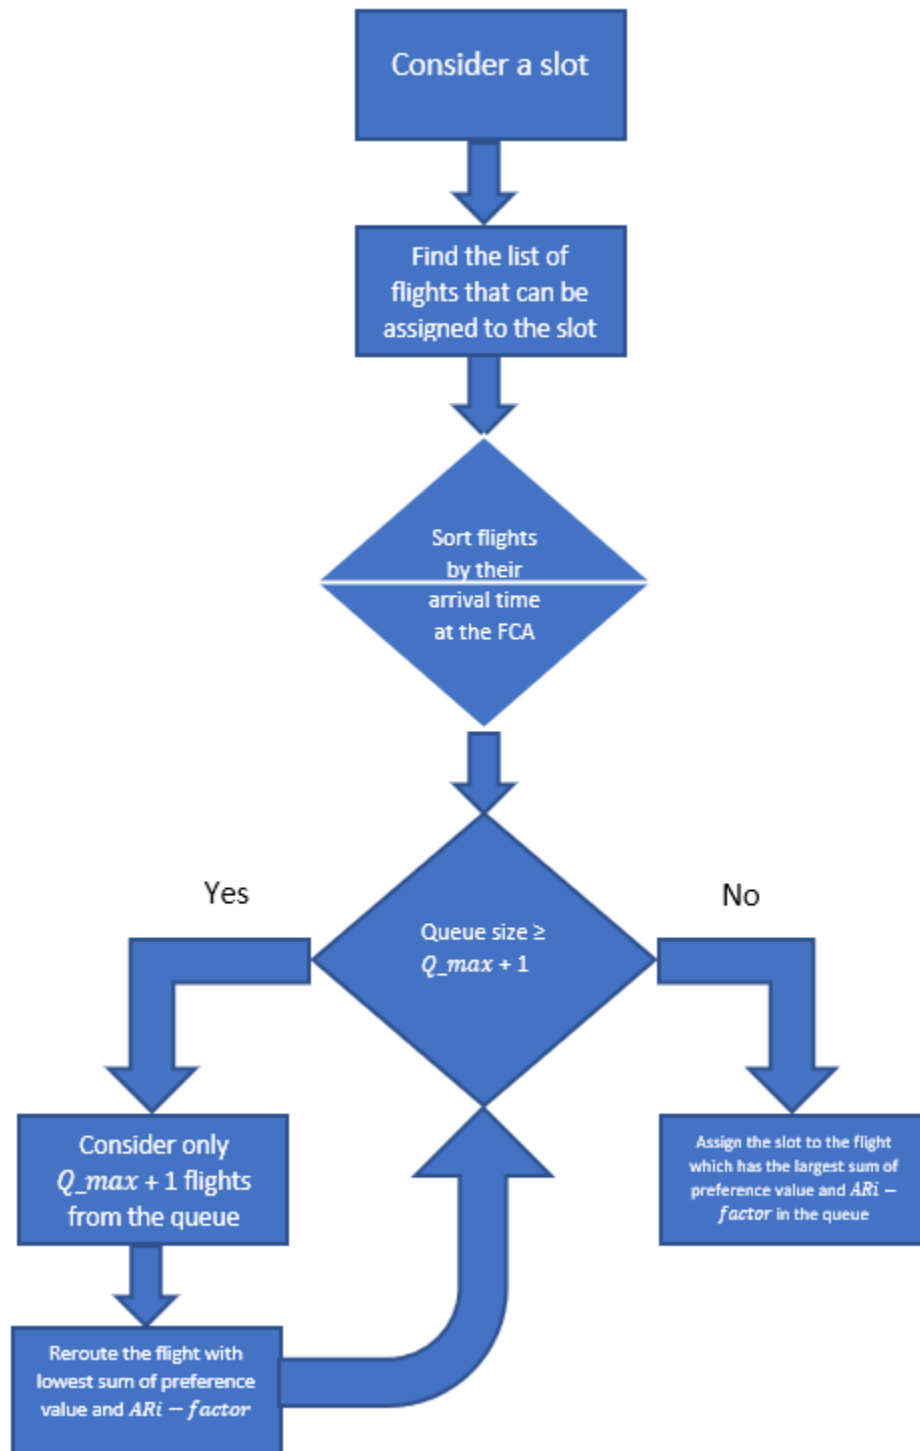 Consider a slot
Find the list of
flights that can be
assigned to the slot
Sort flights
by their
arrival time
at the FCA
Yes
No
Queue size ≥
Q_max + 1
Consider only
Q_max + 1 flights
from the queue
Assign the slot to the flight
which has the largest sum of
preference value and ARi −
factor in the queue
Reroute the flight with
lowest sum of preference
value and ARi − factor